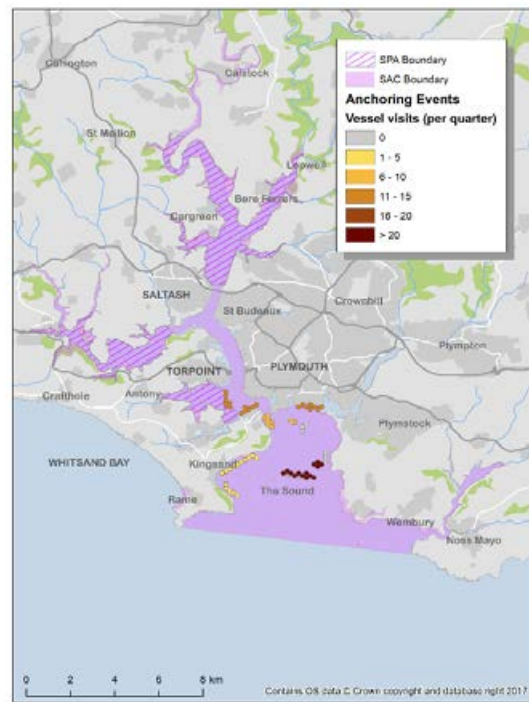 Callington
Calstock
SPA Boundary
SAC Boundary
Anchoring Events
Vessel visits (per quarter)
0
1 - 5
6 - 10
11 - 15
16 - 20
> 20
St Mellion
Lopwell
Bere Ferrers
Cargreen
SALTASH
St Budeaux
Crownhill
Plympton
TORPOINT
PLYMOUTH
Antony
Crafthole
Plymstock
WHITSAND BAY
Kingsand
The Sound
Rame
Wembury
Noss Mayo
0 2 4 6 8 km
Contains OS data © Crown copyright and database right 2017